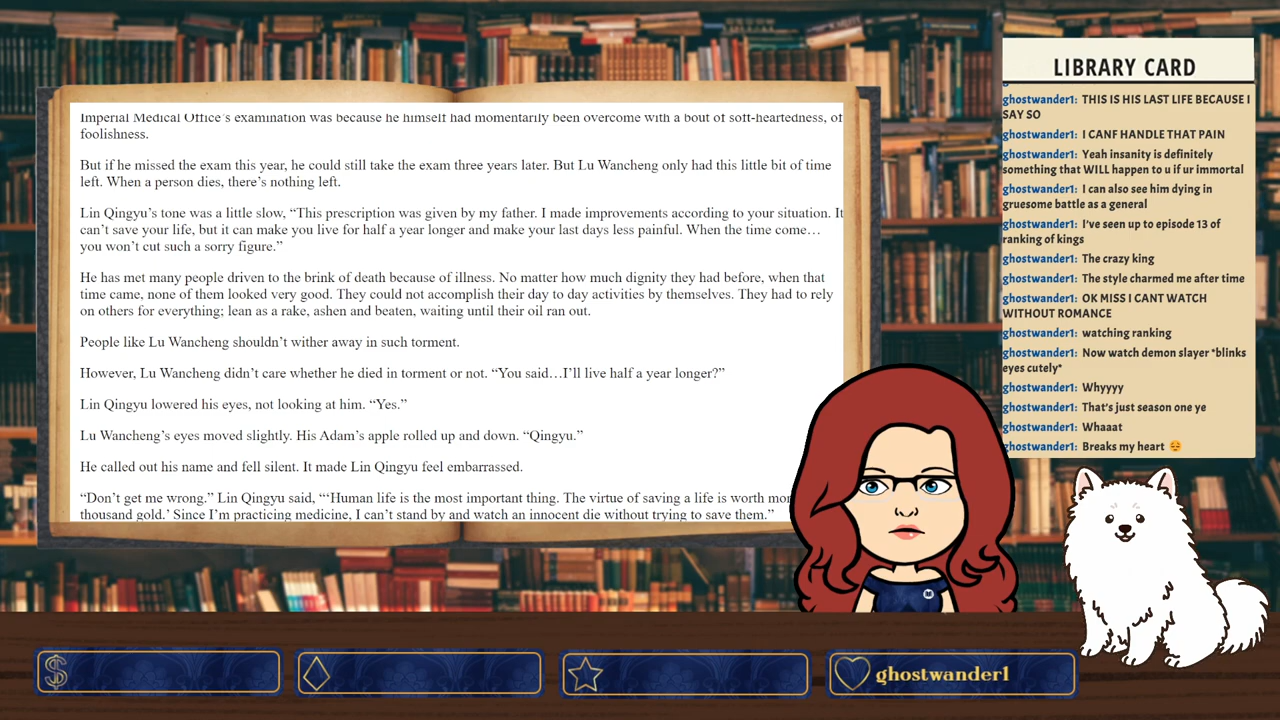 Imperial Medical Office's examination was because he himself had momentarily been overcome with a bout of soft-heartedness, of
foolishness.
But if he missed the exam this year, he could still take the exam three years later. But Lu Wancheng only had this little bit of time
left. When a person dies, there's nothing left.
Lin Qingyu's tone was a little slow, “This prescription was given by my father. I made improvements according to your situation. It
can't save your life, but it can make you live for half a year longer and make your last days less painful. When the time come…
you won't cut such a sorry figure.”
He has met many people driven to the brink of death because of illness. No matter how much dignity they had before, when that
time came, none of them looked very good. They could not accomplish their day to day activities by themselves. They had to rely
on others for everything; lean as a rake, ashen and beaten, waiting until their oil ran out.
People like Lu Wancheng shouldn't wither away in such torment.
However, Lu Wancheng didn't care whether he died in torment or not. “You said…I'll live half a year longer?”
Lin Qingyu lowered his eyes, not looking at him. “Yes.”
Lu Wancheng's eyes moved slightly. His Adam's apple rolled up and down. “Qingyu.”
He called out his name and fell silent. It made Lin Qingyu feel embarrassed.
“Don't get me wrong.” Lin Qingyu said, “‘Human life is the most important thing. The virtue of saving a life is worth
thousand gold.’ Since I'm practicing medicine, I can't stand by and watch an innocent die without trying to save them.”
LIBRARY CARD
ghostwander1: THIS IS HIS LAST LIFE BECAUSE I
SAY SO
ghostwander1: I CANF HANDLE THAT PAIN
ghostwander1: Yeah insanity is definitely
something that WILL happen to u if ur immortal
ghostwander1: I can also see him dying in
gruesome battle as a general
ghostwander1: I've seen up to episode 13 of
ranking of kings
ghostwander1: The crazy king
ghostwander1: The style charmed me after time
ghostwander1: OK MISS I CANT WATCH
WITHOUT ROMANCE
ghostwander1: watching ranking
ghostwander1: Now watch demon slayer *blinks
eyes cutely*
ghostwander1: Whyyyy
ghostwander1: That's just season one ye
ghostwander1: Whaaat
ghostwander1: Breaks my heart 😔
$
ghostwander1